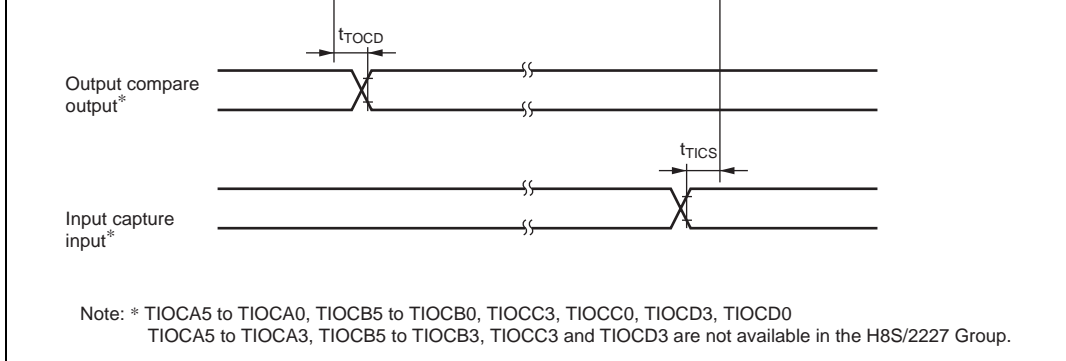 tTOCD
Output compare
output*
tTICS
Input capture
input*
Note: * TIOCA5 to TIOCA0, TIOCB5 to TIOCB0, TIOCC3, TIOCC0, TIOCD3, TIOCD0
TIOCA5 to TIOCA3, TIOCB5 to TIOCB3, TIOCC3 and TIOCD3 are not available in the H8S/2227 Group.